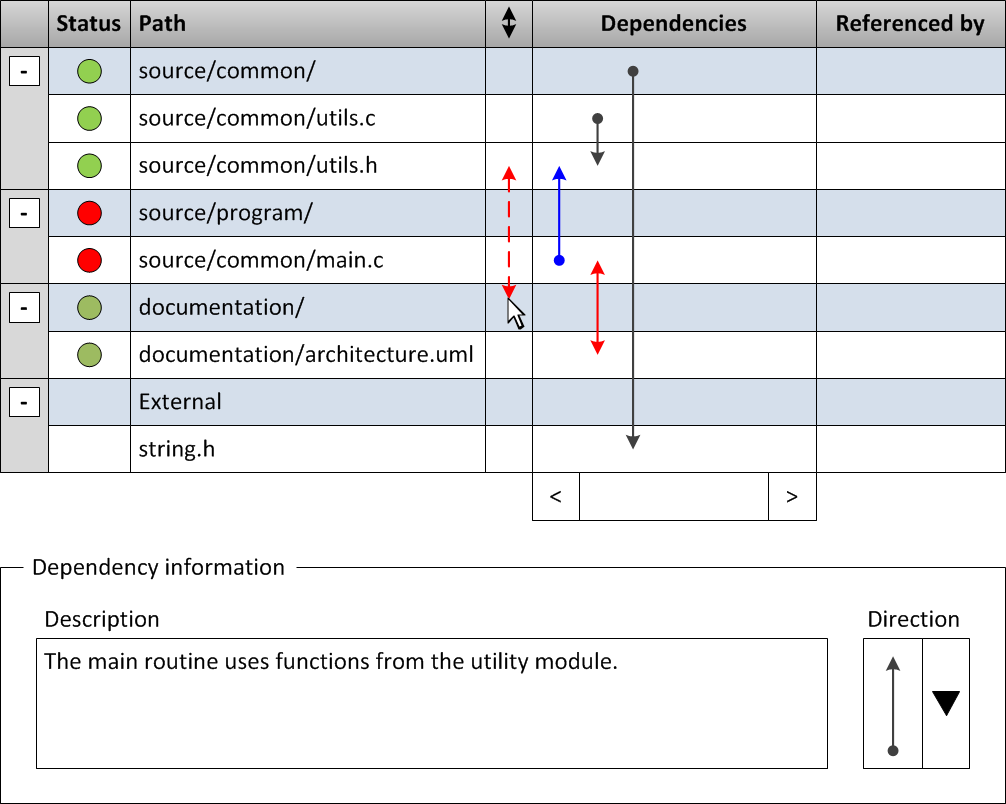 Status Path Dependencies Referenced by
- source/common/
source/common/utils.c
source/common/utils.h
- source/program/
source/common/main.c
- documentation/
documentation/architecture.uml
- External
string.h
< >
Dependency information
Description Direction
The main routine uses functions from the utility module.